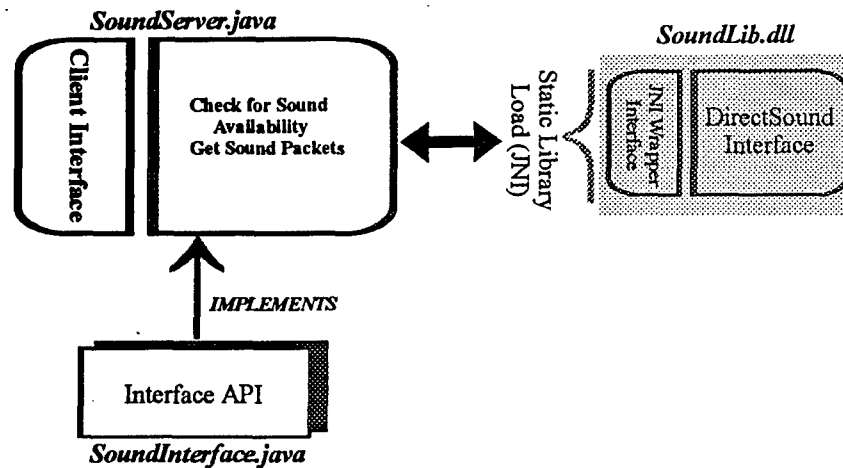 SoundServer.java
Client Interface
Check for Sound
Availability
Get Sound Packets
Static Library
Load (JNI)
SoundLib.dll
JNI Wrapper
Interface
DirectSound
Interface
IMPLEMENTS
Interface API
SoundInterface.java